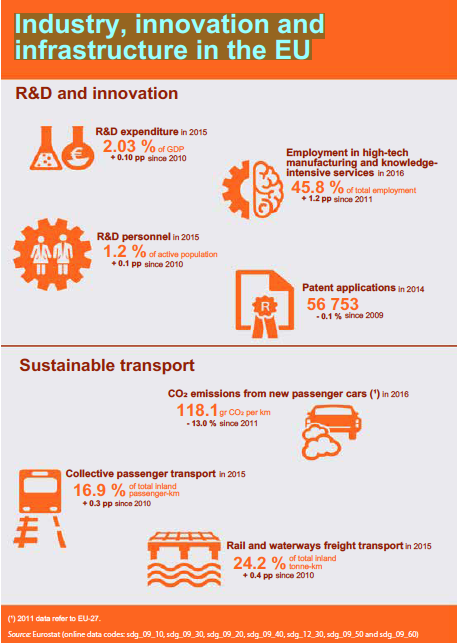 Industry, innovation and
infrastructure in the EU
R&D and innovation
R&D expenditure in 2015
2.03 % of GDP
+ 0.10 pp since 2010
Employment in high-tech
manufacturing and knowledge-
intensive services in 2016
45.8 % of total employment
+ 1.2 pp since 2011
R&D personnel in 2015
1.2 % of active population
+ 0.1 pp since 2010
R
Patent applications in 2014
56 753
- 0.1 % since 2009
Sustainable transport
CO₂ emissions from new passenger cars (¹) in 2016
118.1 gr CO₂ per km
- 13.0 % since 2011
Collective passenger transport in 2015
16.9 % of total inland
passenger-km
+ 0.3 pp since 2010
Rail and waterways freight transport in 2015
24.2 % of total inland
tonne-km
+ 0.4 pp since 2010
(¹) 2011 data refer to EU-27.
Source: Eurostat (online data codes: sdg_09_10, sdg_09_30, sdg_09_20, sdg_09_40, sdg_12_30, sdg_09_50 and sdg_09_60)